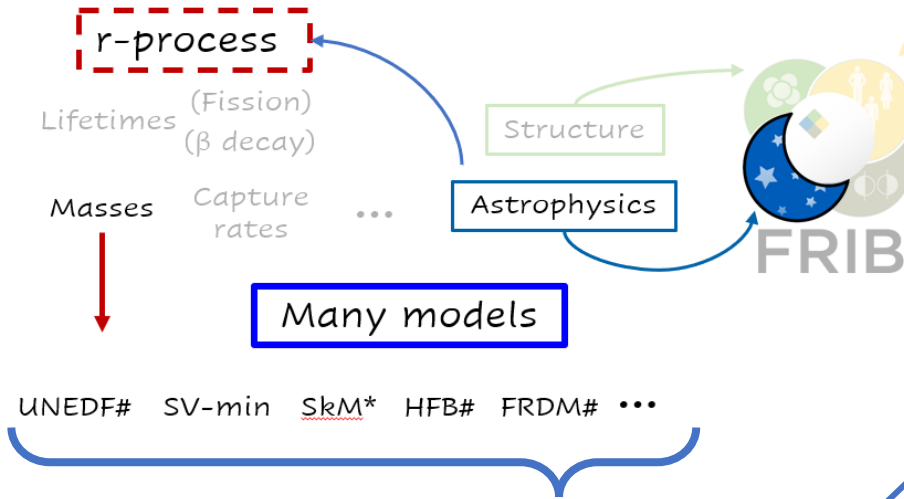 r-process
Lifetimes
(Fission)
(β decay)
Structure
Masses
Capture
rates
...
Astrophysics
FRIB
Many models
UNEDF# SV-min SkM* HFB# FRDM# ...